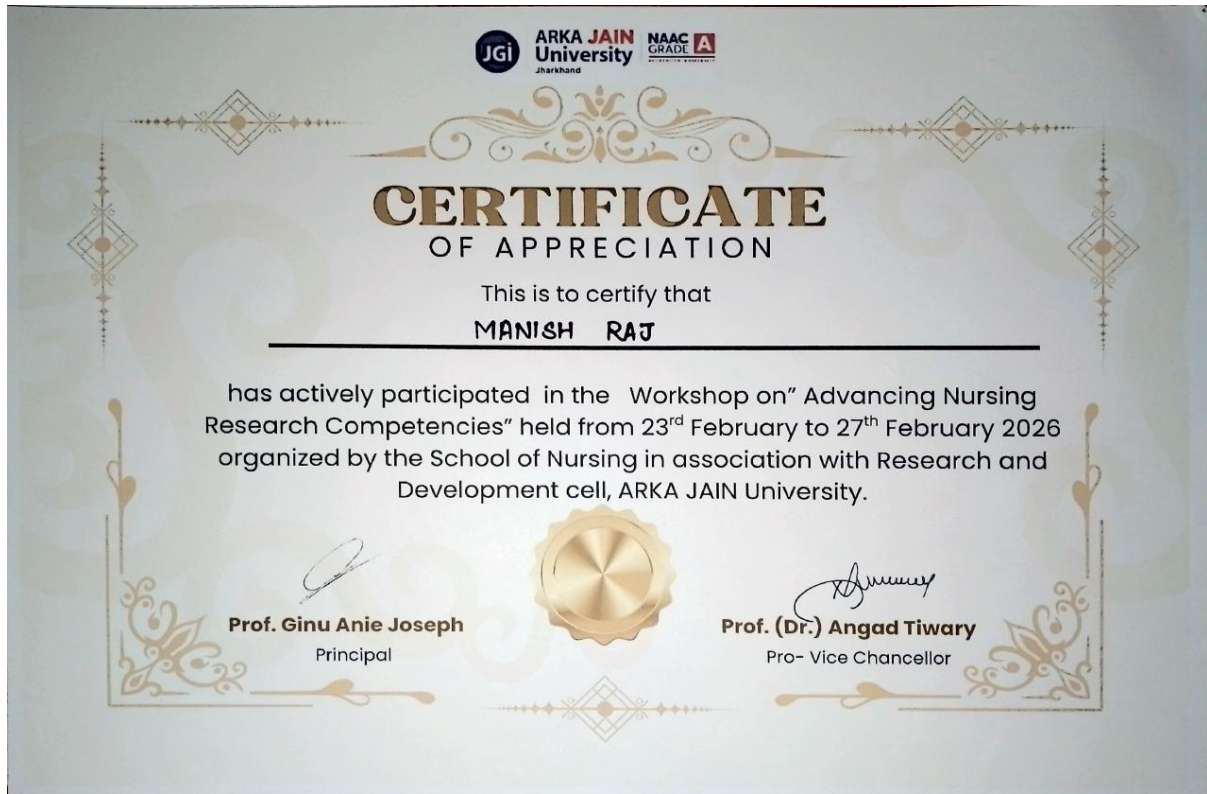 JGi
ARKA JAIN
University
Jharkhand
NAAC
GRADE A
CERTIFICATE
OF APPRECIATION
This is to certify that
MANISH RAJ
has actively participated in the Workshop on” Advancing Nursing
Research Competencies” held from 23rd February to 27th February 2026
organized by the School of Nursing in association with Research and
Development cell, ARKA JAIN University.
Prof. Ginu Anie Joseph
Principal
Prof. (Dr.) Angad Tiwary
Pro- Vice Chancellor